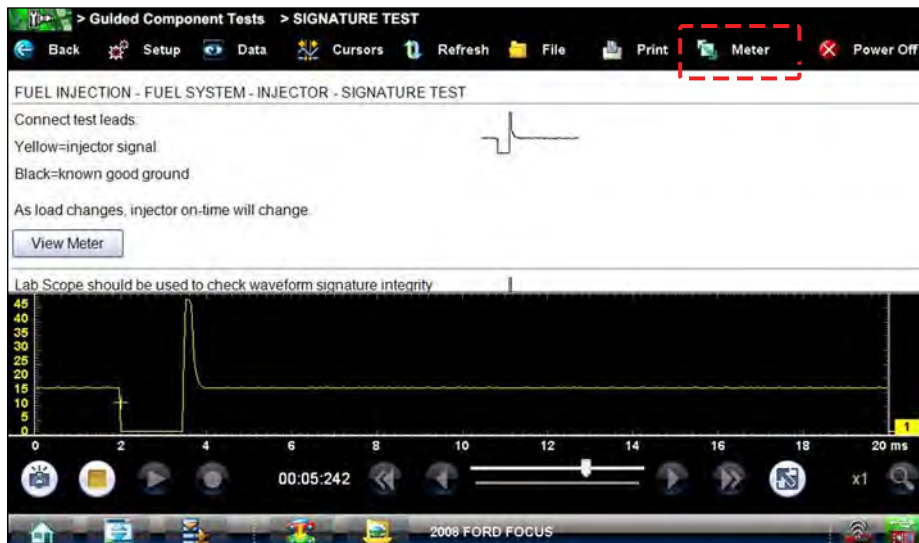 > Guided Component Tests > SIGNATURE TEST
Back Setup Data Cursors Refresh File Print Meter Power Off
FUEL INJECTION - FUEL SYSTEM - INJECTOR - SIGNATURE TEST
Connect test leads:
Yellow=injector signal
Black=known good ground
As load changes, injector on-time will change.
View Meter
Lab Scope should be used to check waveform signature integrity
45
40
35
30
25
20
15
10
5
0
1
0 2 4 6 8 10 12 14 16 18 20 ms
00:05:242
x1
2008 FORD FOCUS